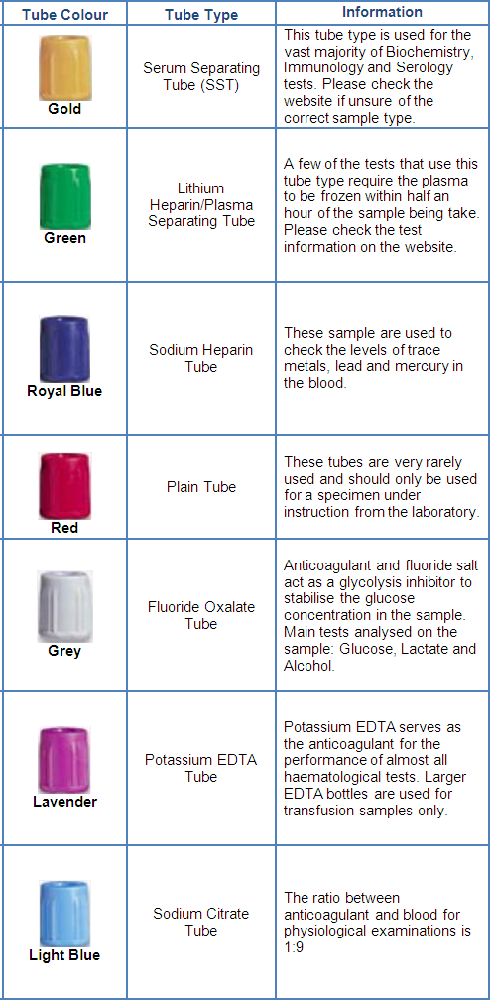 Tube Colour
Tube Type
Information
Gold
Serum Separating
Tube (SST)
This tube type is used for the
vast majority of Biochemistry,
Immunology and Serology
tests. Please check the
website if unsure of the
correct sample type.
Green
Lithium
Heparin/Plasma
Separating Tube
A few of the tests that use this
tube type require the plasma
to be frozen within half an
hour of the sample being take.
Please check the test
information on the website.
Royal Blue
Sodium Heparin
Tube
These sample are used to
check the levels of trace
metals, lead and mercury in
the blood.
Red
Plain Tube
These tubes are very rarely
used and should only be used
for a specimen under
instruction from the laboratory.
Grey
Fluoride Oxalate
Tube
Anticoagulant and fluoride salt
act as a glycolysis inhibitor to
stabilise the glucose
concentration in the sample.
Main tests analysed on the
sample: Glucose, Lactate and
Alcohol.
Lavender
Potassium EDTA
Tube
Potassium EDTA serves as
the anticoagulant for the
performance of almost all
haematological tests. Larger
EDTA bottles are used for
transfusion samples only.
Light Blue
Sodium Citrate
Tube
The ratio between
anticoagulant and blood for
physiological examinations is
1:9